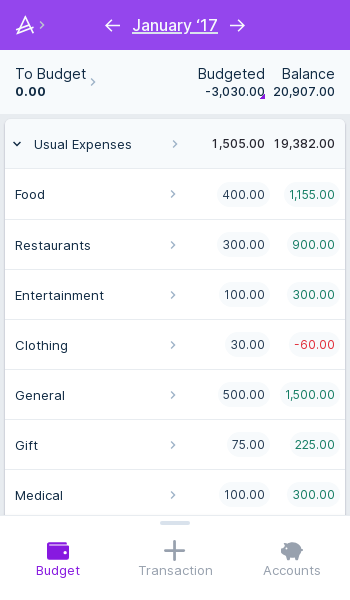 January ‘17
To Budget Budgeted Balance
0.00 -3,030.00 20,907.00
Usual Expenses 1,505.00 19,382.00
Food 400.00 1,155.00
Restaurants 300.00 900.00
Entertainment 100.00 300.00
Clothing 30.00 -60.00
General 500.00 1,500.00
Gift 75.00 225.00
Medical 100.00 300.00
Budget Transaction Accounts